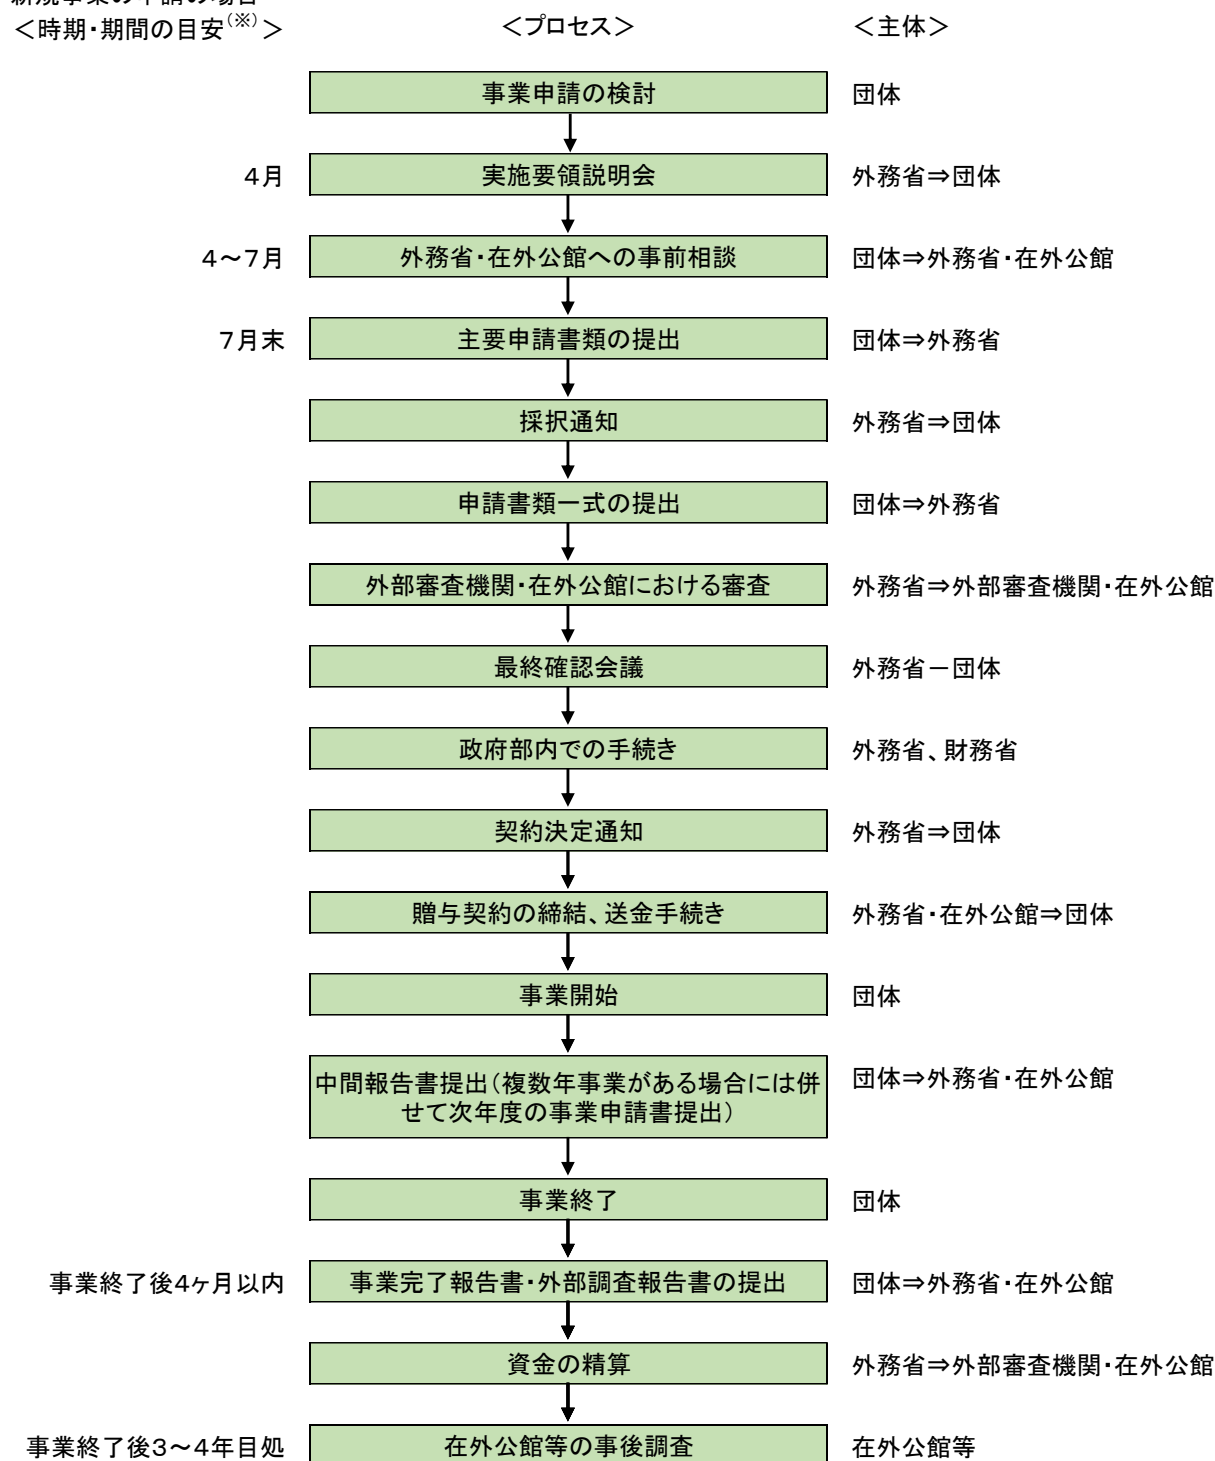 新規事業の申請の場合
＜時期・期間の目安（※）＞ ＜プロセス＞ ＜主体＞
事業申請の検討 団体
４月 実施要領説明会 外務省⇒団体
４～７月 外務省・在外公館への事前相談 団体⇒外務省・在外公館
７月末 主要申請書類の提出 団体⇒外務省
採択通知 外務省⇒団体
申請書類一式の提出 団体⇒外務省
外部審査機関・在外公館における審査 外務省⇒外部審査機関・在外公館
最終確認会議 外務省－団体
政府部内での手続き 外務省、財務省
契約決定通知 外務省⇒団体
贈与契約の締結、送金手続き 外務省・在外公館⇒団体
事業開始 団体
中間報告書提出（複数年事業がある場合には併 団体⇒外務省・在外公館
せて次年度の事業申請書提出）
事業終了 団体
事業終了後４ヶ月以内 事業完了報告書・外部調査報告書の提出 団体⇒外務省・在外公館
資金の精算 外務省⇒外部審査機関・在外公館
事業終了後３～４年目処 在外公館等の事後調査 在外公館等